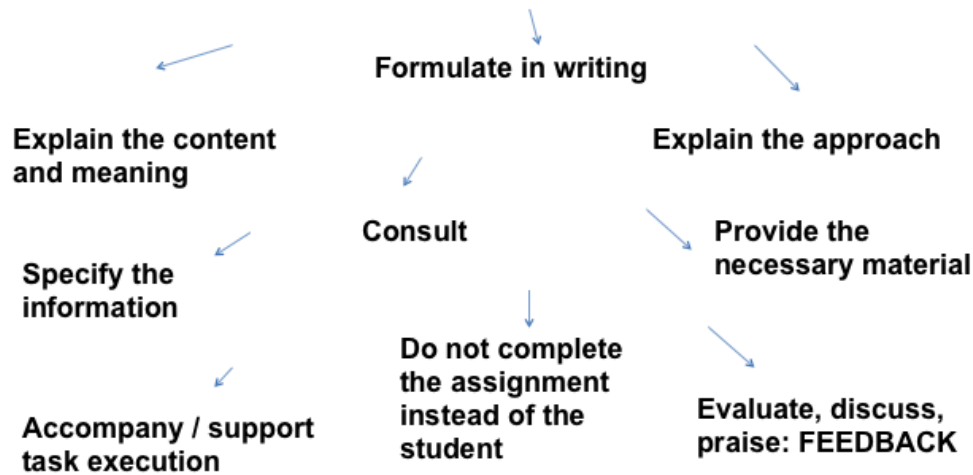 Formulate in writing
Explain the content
and meaning
Explain the approach
Consult
Provide the
necessary material
Specify the
information
Do not complete
the assignment
instead of the
student
Accompany / support
task execution
Evaluate, discuss,
praise: FEEDBACK